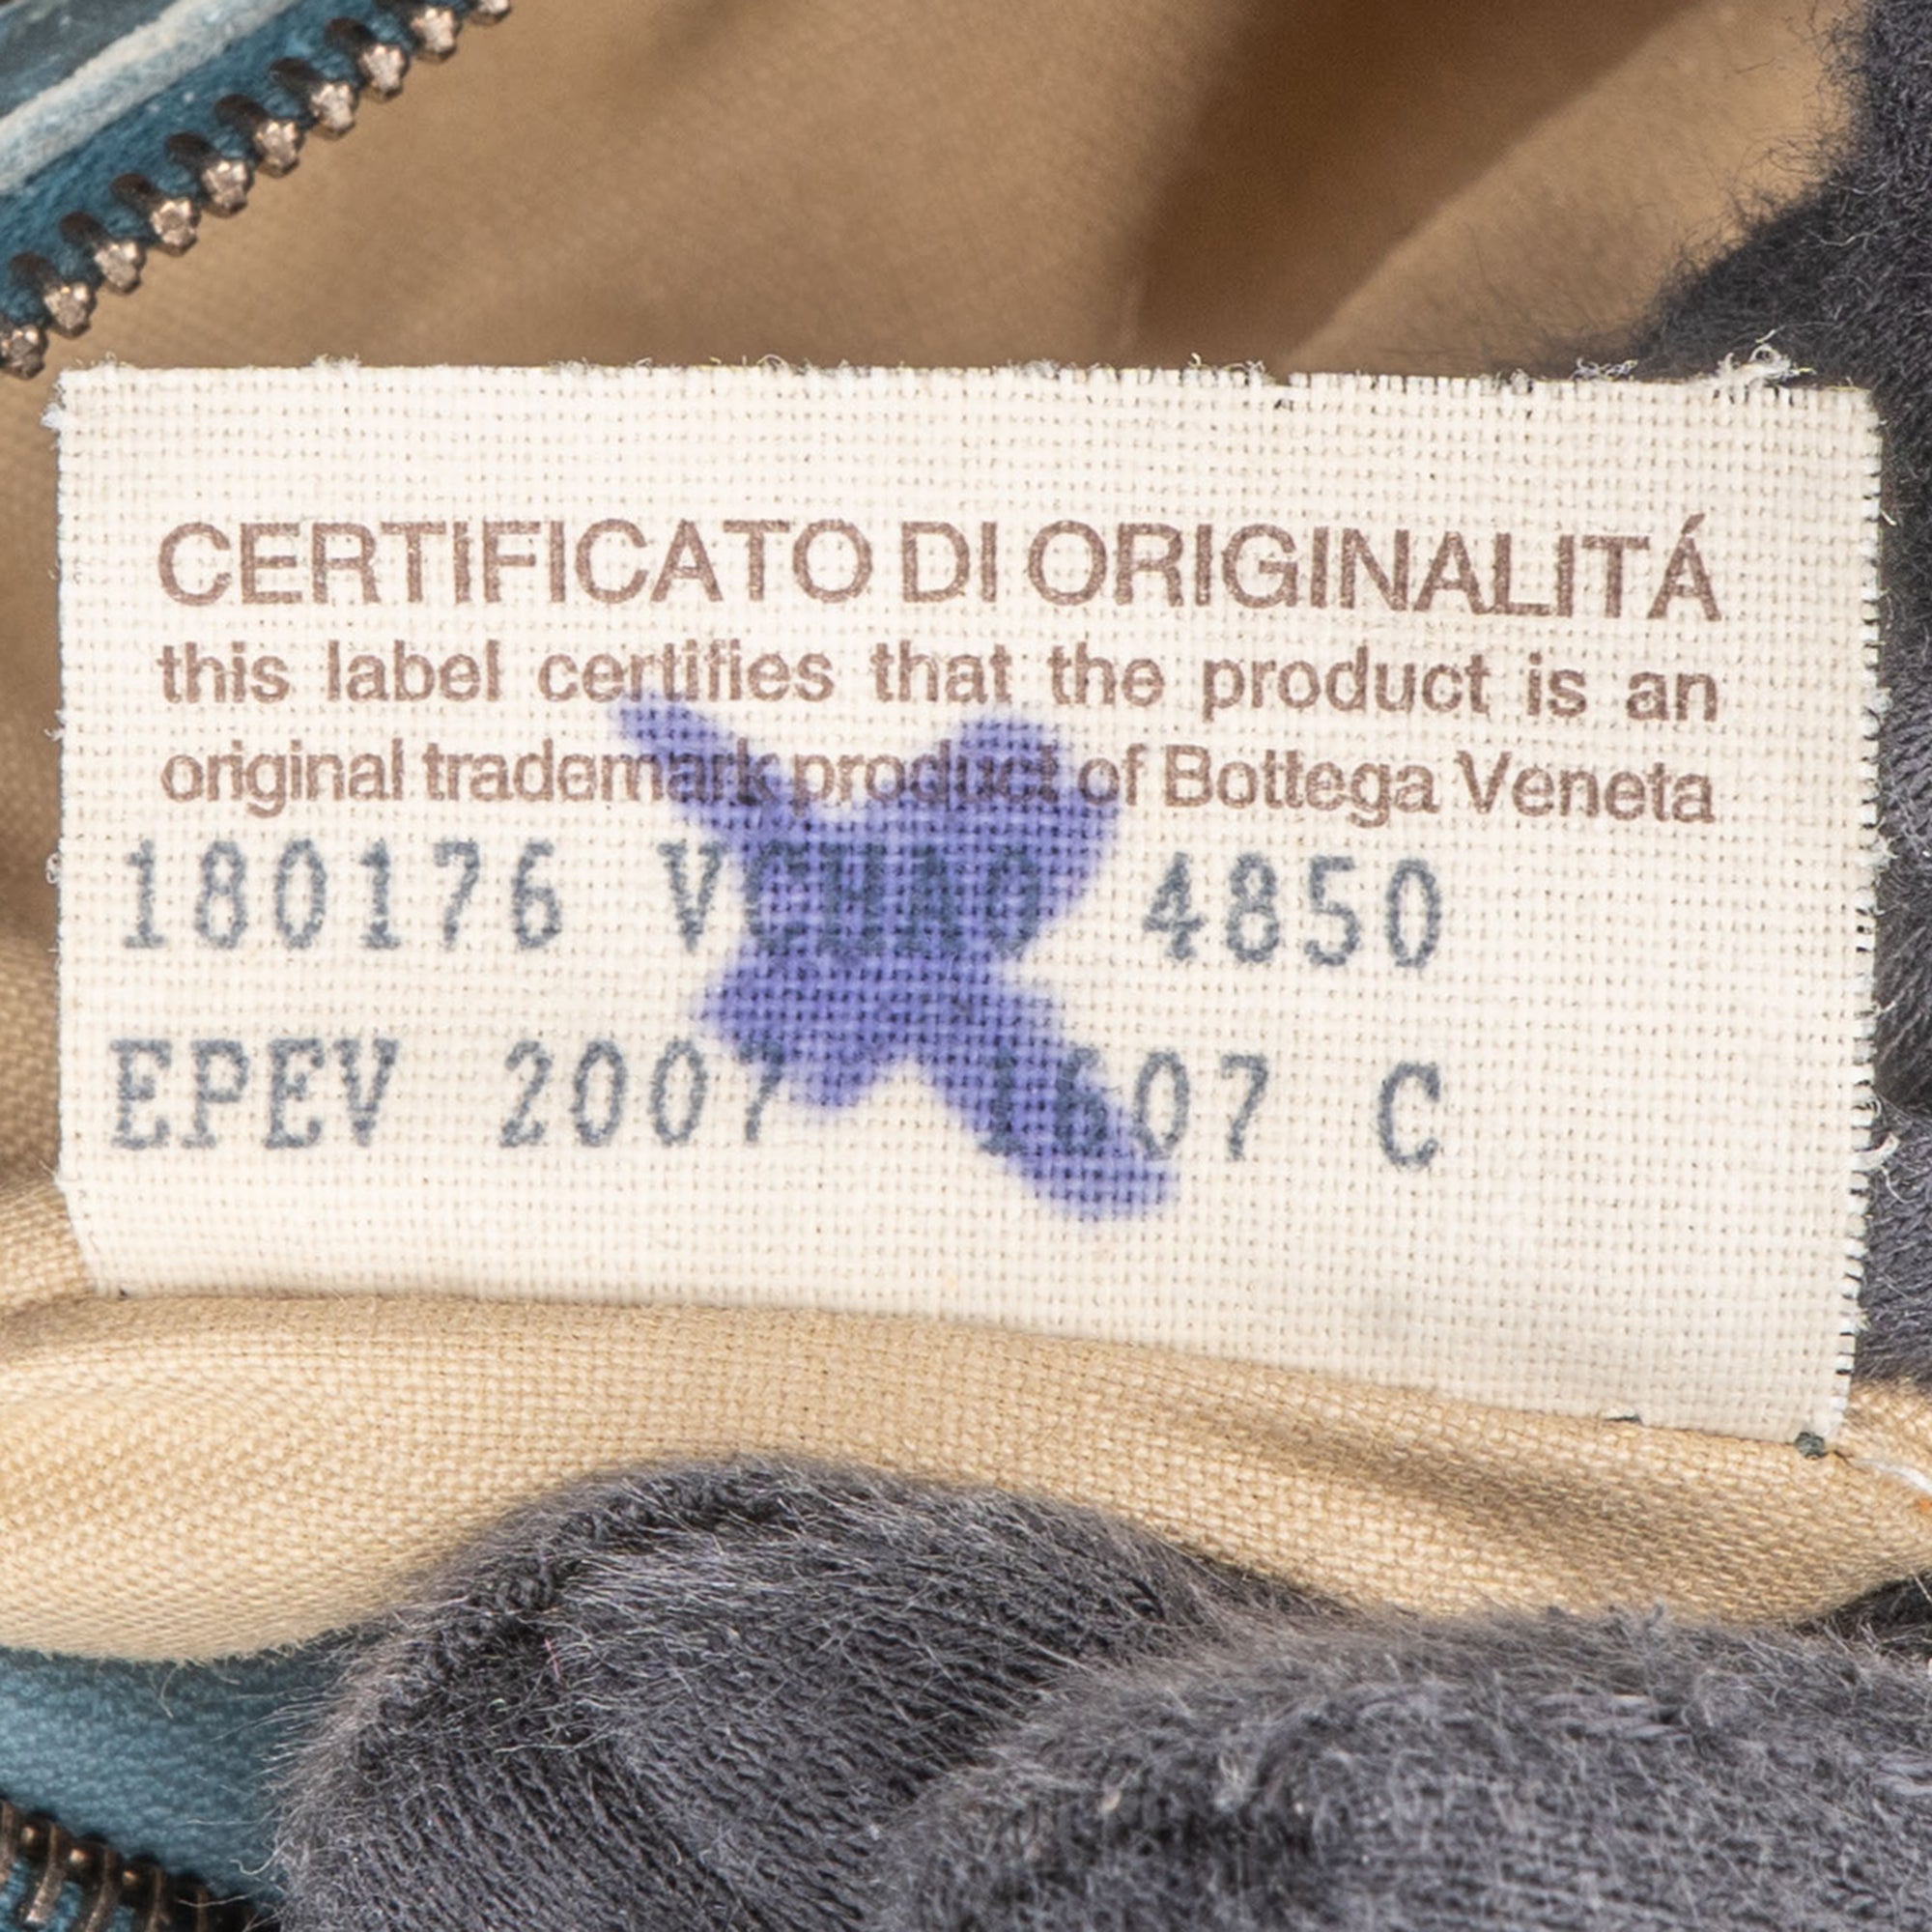 CERTIFICATO DI ORIGINALITÁ
this label certifies that the product is an
original trademark product of Bottega Veneta
180176 4850
EPEV 2007 1607 C